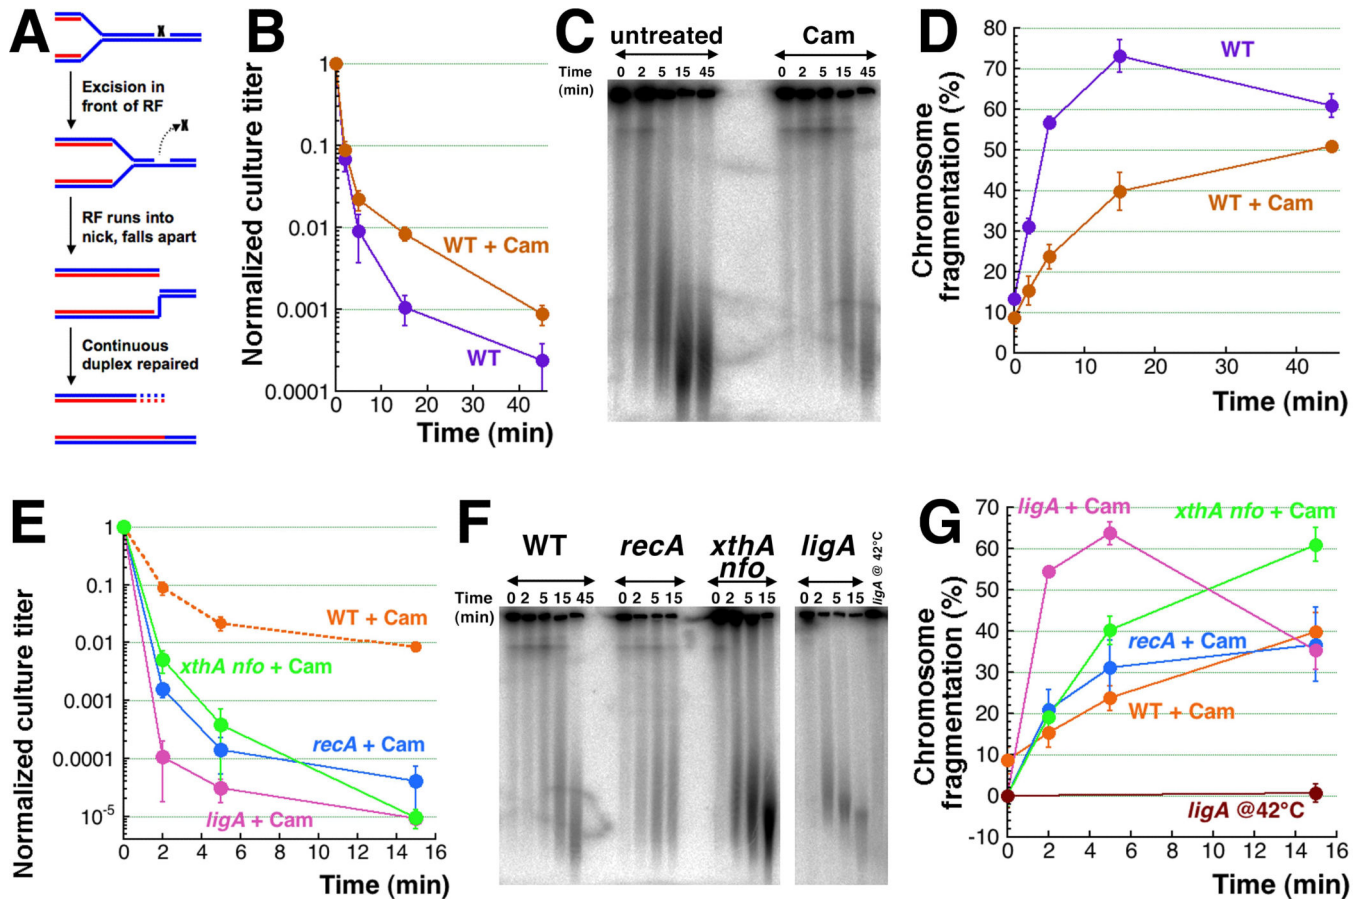 A
X
Excision in
front of RF
X
RF runs into
nick, falls apart
Continuous
duplex repaired
B
Normalized culture titer
1
0.1
0.01
0.001
0.0001
WT + Cam
WT
0 10 20 30 40
Time (min)
C
untreated Cam
Time
(min)
0 2 5 15 45 0 2 5 15 45
D
Chromosome
fragmentation (%)
80
70
60
50
40
30
20
10
0
WT
WT + Cam
0 20 40
Time (min)
E
Normalized culture titer
1
0.1
0.01
0.001
0.0001
10-5
WT + Cam
xthA nfo + Cam
recA + Cam
ligA + Cam
0 2 4 6 8 10 12 14 16
Time (min)
F
WT recA xthA
nfo
ligA
ligA @ 42°C
Time
(min)
0 2 5 15 45 0 2 5 15 0 2 5 15 0 2 5 15
G
Chromosome
fragmentation (%)
70
60
50
40
30
20
10
0
-10
ligA + Cam
xthA nfo + Cam
recA + Cam
WT + Cam
ligA @42°C
0 2 4 6 8 10 12 14 16
Time (min)